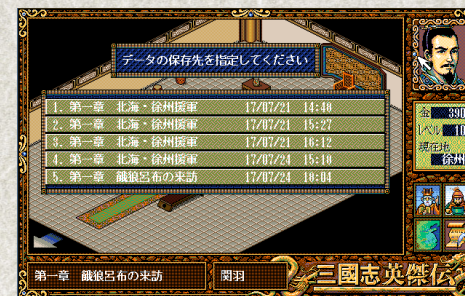 データの保存先を指定してください
1. 第一章 北海・徐州援軍 17/07/21 14:48
2. 第一章 北海・徐州援軍 17/07/21 15:27
3. 第一章 北海・徐州援軍 17/07/21 16:12
4. 第一章 北海・徐州援軍 17/07/24 15:18
5. 第一章 餓狼呂布の来訪 17/07/24 18:04
金 390
レベル 10
現在地
徐州
第一章 餓狼呂布の来訪
関羽
三國志英傑伝